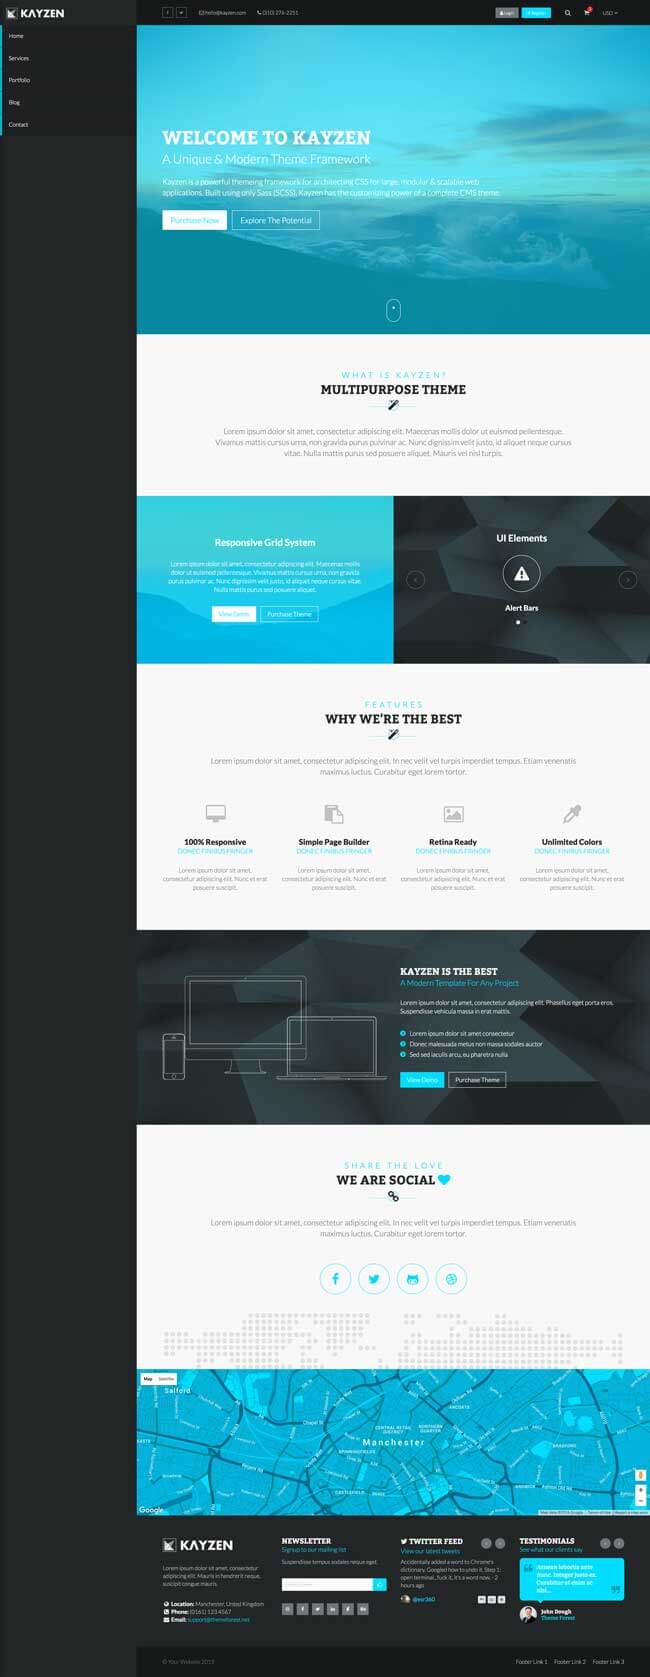 KAYZEN
hello@kayzen.com
(310) 276-2251
Login
USD
Home
Services
Portfolio
Blog
Contact
WELCOME TO KAYZEN
A Unique & Modern Theme Framework
Kayzen is a powerful themeing framework for architecting CSS for large, modular & scalable web
applications. Built using only Sass (SCSS), Kayzen has the customizing power of a complete CMS theme.
Purchase Now
Explore The Potential
WHAT IS KAYZEN?
MULTIPURPOSE THEME
Lorem ipsum dolor sit amet, consectetur adipiscing elit. Maecenas mollis dolor ut euismod pellentesque.
Vivamus mattis cursus urna, non gravida purus pulvinar ac. Nunc dignissim velit justo, id aliquet neque cursus
vitae. Nulla mattis purus sed posuere aliquet. Mauris vel nisl turpis.
Responsive Grid System
Lorem ipsum dolor sit amet, consectetur adipiscing elit. Maecenas mollis
dolor ut euismod pellentesque. Vivamus mattis cursus urna, non gravida
purus pulvinar ac. Nunc dignissim velit justo, id aliquet neque cursus vitae.
Nulla mattis purus sed posuere aliquet.
View Demo
Purchase Theme
UI Elements
Alert Bars
FEATURES
WHY WE'RE THE BEST
Lorem ipsum dolor sit amet, consectetur adipiscing elit. In nec velit vel turpis imperdiet tempus. Etiam venenatis
maximus luctus. Curabitur eget lorem tortor.
100% Responsive
DONEC FINIBUS FRINGER
Lorem ipsum dolor sit amet,
consectetur adipiscing elit. Nunc et erat
posuere suscipit.
Simple Page Builder
DONEC FINIBUS FRINGER
Lorem ipsum dolor sit amet,
consectetur adipiscing elit. Nunc et erat
posuere suscipit.
Retina Ready
DONEC FINIBUS FRINGER
Lorem ipsum dolor sit amet,
consectetur adipiscing elit. Nunc et erat
posuere suscipit.
Unlimited Colors
DONEC FINIBUS FRINGER
Lorem ipsum dolor sit amet,
consectetur adipiscing elit. Nunc et erat
posuere suscipit.
KAYZEN IS THE BEST
A Modern Template For Any Project
Lorem ipsum dolor sit amet, consectetur adipiscing elit. Phasellus eget porta eros.
Suspendisse vehicula massa in erat mattis.
Lorem ipsum dolor sit amet consectetur
Donec malesuada metus non massa sodales auctor
Sed sed iaculis arcu, eu pharetra nulla
View Demo
Purchase Theme
SHARE THE LOVE
WE ARE SOCIAL
Lorem ipsum dolor sit amet, consectetur adipiscing elit. In nec velit vel turpis imperdiet tempus. Etiam venenatis
maximus luctus. Curabitur eget lorem tortor.
Map
Satellite
Salford
CENTRAL RETAIL
DISTRICT
NORTHERN
QUARTER
ANCOATS
Manchester
SPINNINGFIELDS
CASTLEFIELD
BRADFORD
Google
KAYZEN
Lorem ipsum dolor sit amet, consectetur
adipiscing elit. Mauris in hendrerit neque,
suscipit congue mauris.
Location: Manchester, United Kingdom
Phone: (0161) 123 4567
Email: support@themeforest.net
NEWSLETTER
Signup to our mailing list
Suspendisse tempus sodales neque eget.
TWITTER FEED
View our latest tweets
Accidentally added a word to Chrome's
dictionary. Googled how to undo it. Step 1:
open terminal...fuck it, it's a word now. - 2
hours ago
@esr360
TESTIMONIALS
See what our clients say
Aenean lobortis ante
nunc. Integer justo ex.
Curabitur et enim ac
nisi...
John Dough
Theme Forest
© Your Website 2015
Footer Link 1
Footer Link 2
Footer Link 3